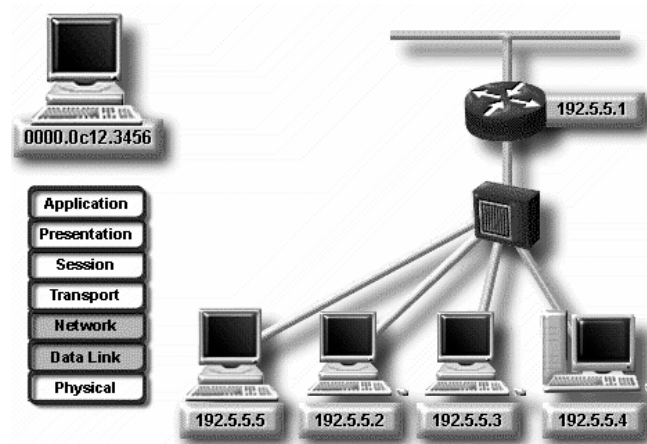 0000.0c12.3456
192.5.5.1
Application
Presentation
Session
Transport
Network
Data Link
Physical
192.5.5.5
192.5.5.2
192.5.5.3
192.5.5.4